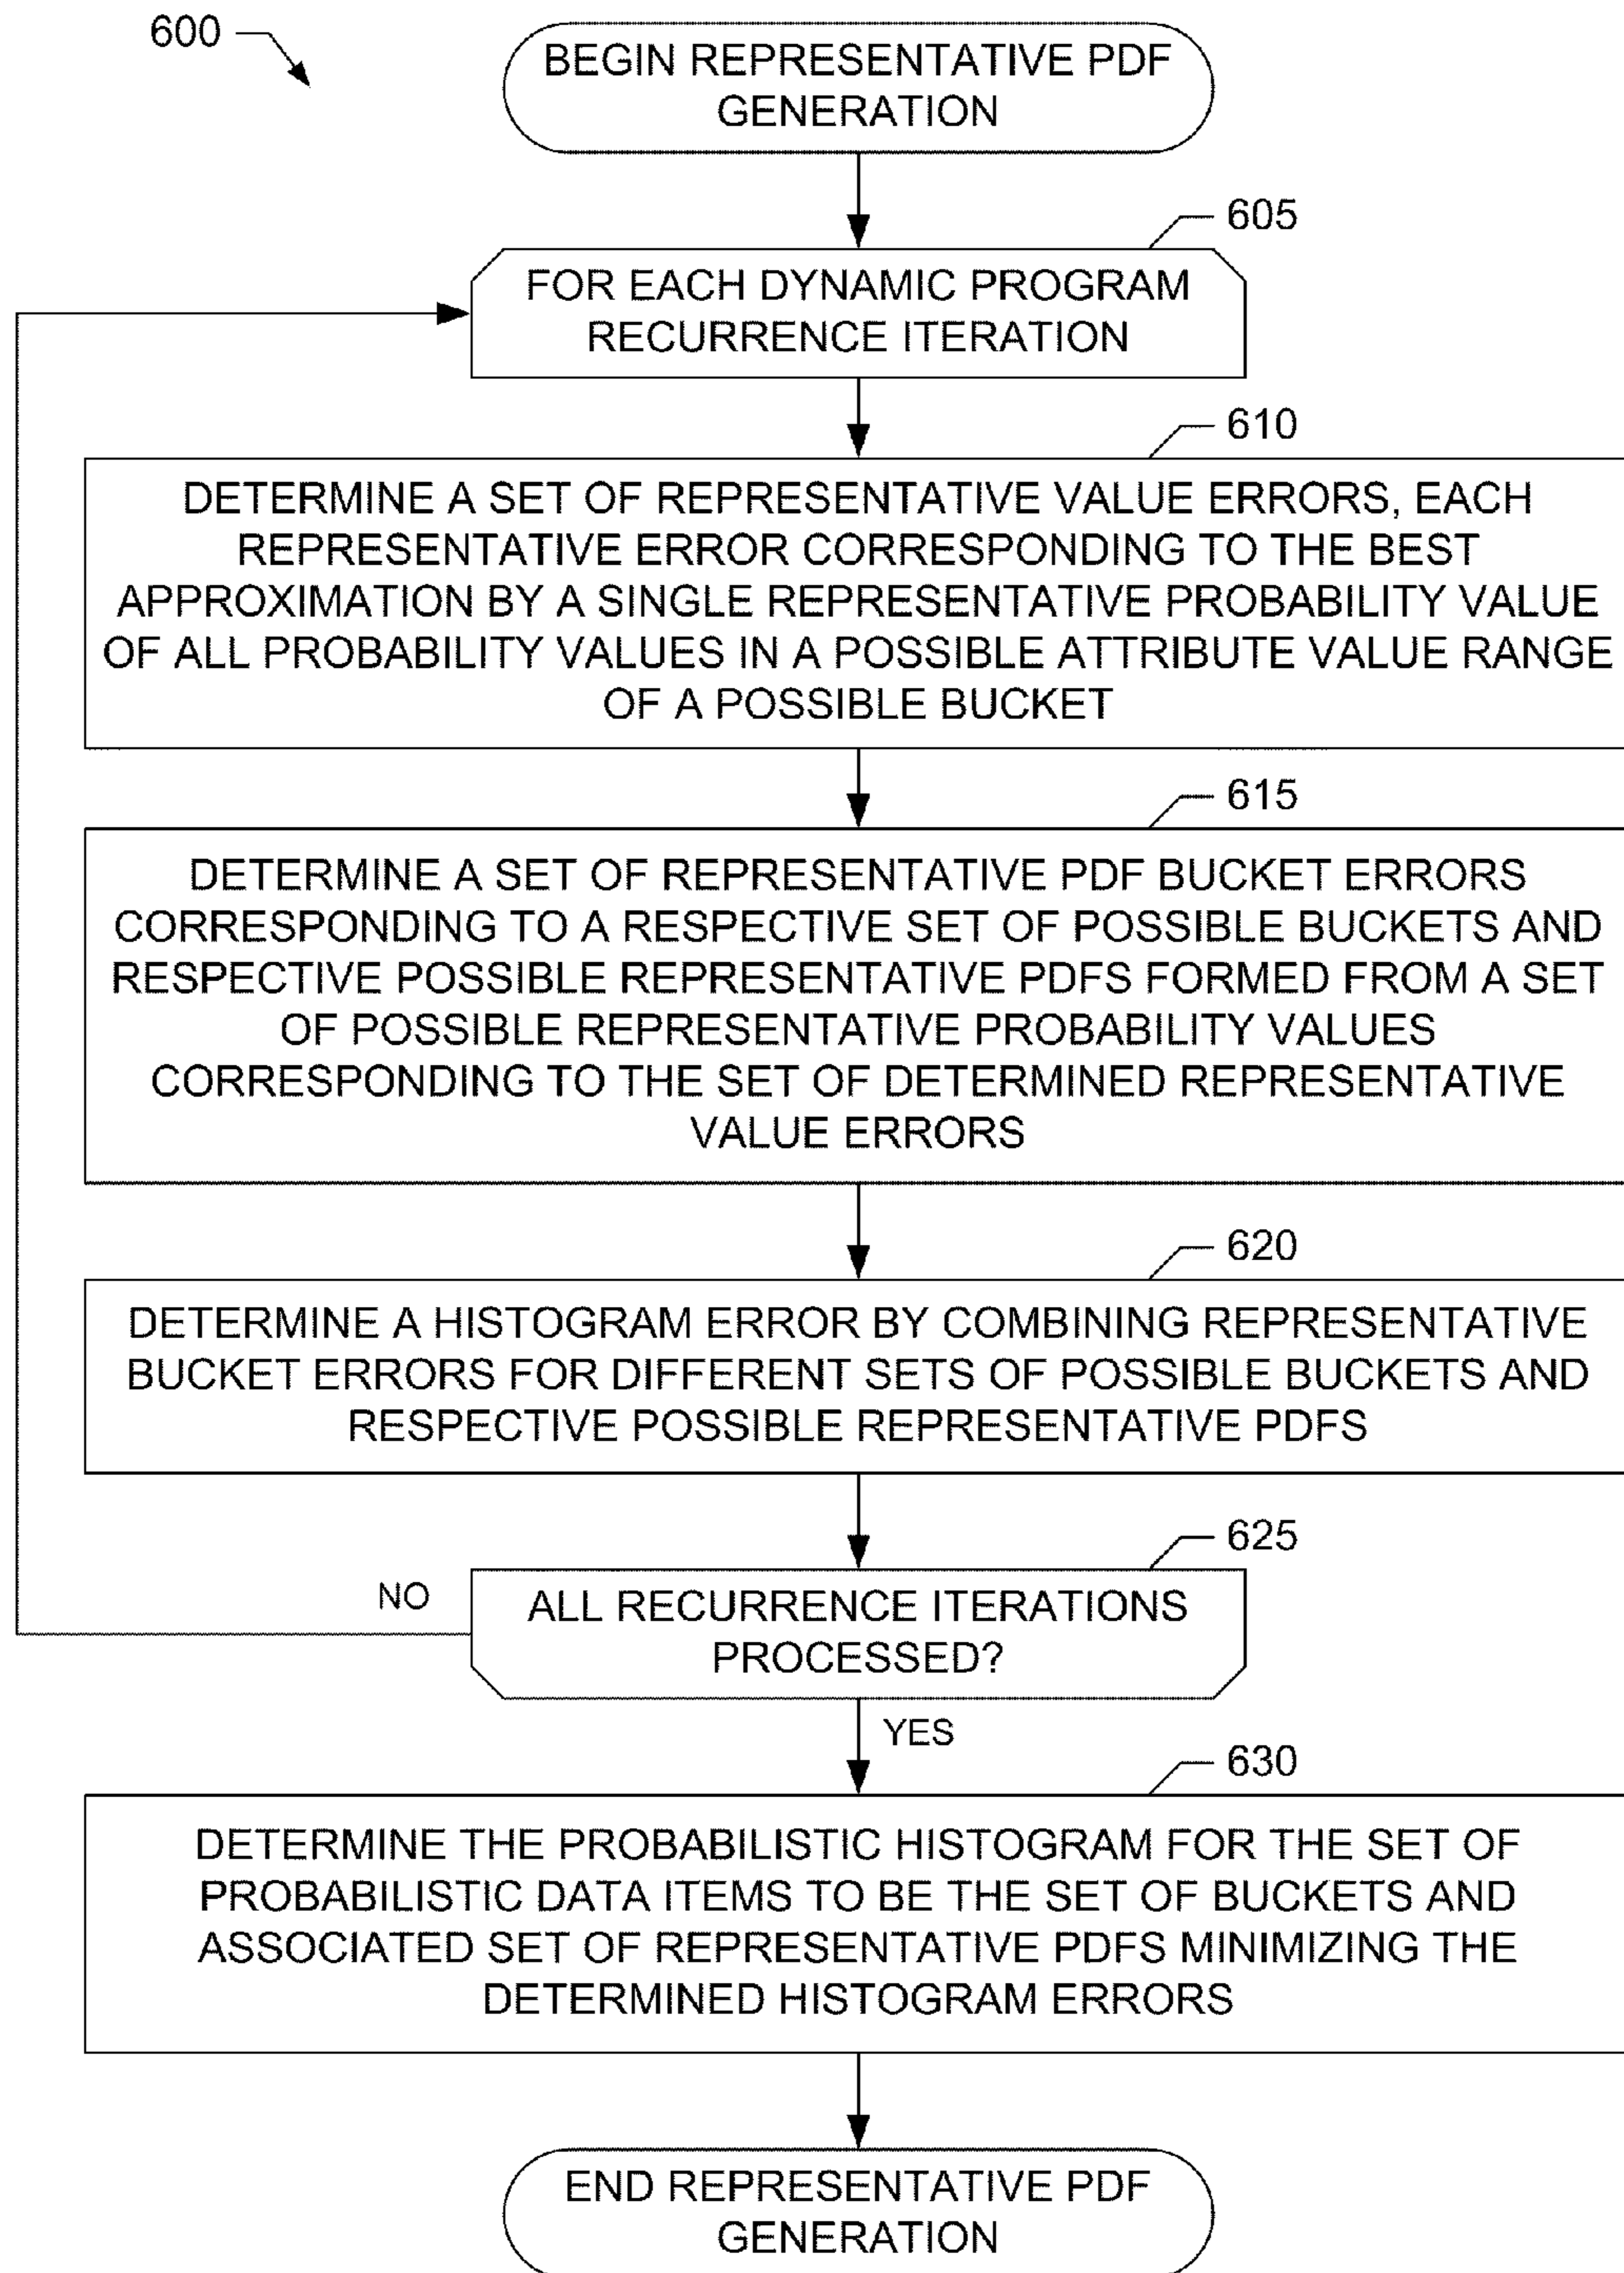 600
BEGIN REPRESENTATIVE PDF
GENERATION
605
FOR EACH DYNAMIC PROGRAM
RECURRENCE ITERATION
610
DETERMINE A SET OF REPRESENTATIVE VALUE ERRORS, EACH
REPRESENTATIVE ERROR CORRESPONDING TO THE BEST
APPROXIMATION BY A SINGLE REPRESENTATIVE PROBABILITY VALUE
OF ALL PROBABILITY VALUES IN A POSSIBLE ATTRIBUTE VALUE RANGE
OF A POSSIBLE BUCKET
615
DETERMINE A SET OF REPRESENTATIVE PDF BUCKET ERRORS
CORRESPONDING TO A RESPECTIVE SET OF POSSIBLE BUCKETS AND
RESPECTIVE POSSIBLE REPRESENTATIVE PDFS FORMED FROM A SET
OF POSSIBLE REPRESENTATIVE PROBABILITY VALUES
CORRESPONDING TO THE SET OF DETERMINED REPRESENTATIVE
VALUE ERRORS
620
DETERMINE A HISTOGRAM ERROR BY COMBINING REPRESENTATIVE
BUCKET ERRORS FOR DIFFERENT SETS OF POSSIBLE BUCKETS AND
RESPECTIVE POSSIBLE REPRESENTATIVE PDFS
625
NO
ALL RECURRENCE ITERATIONS
PROCESSED?
YES
630
DETERMINE THE PROBABILISTIC HISTOGRAM FOR THE SET OF
PROBABILISTIC DATA ITEMS TO BE THE SET OF BUCKETS AND
ASSOCIATED SET OF REPRESENTATIVE PDFS MINIMIZING THE
DETERMINED HISTOGRAM ERRORS
END REPRESENTATIVE PDF
GENERATION